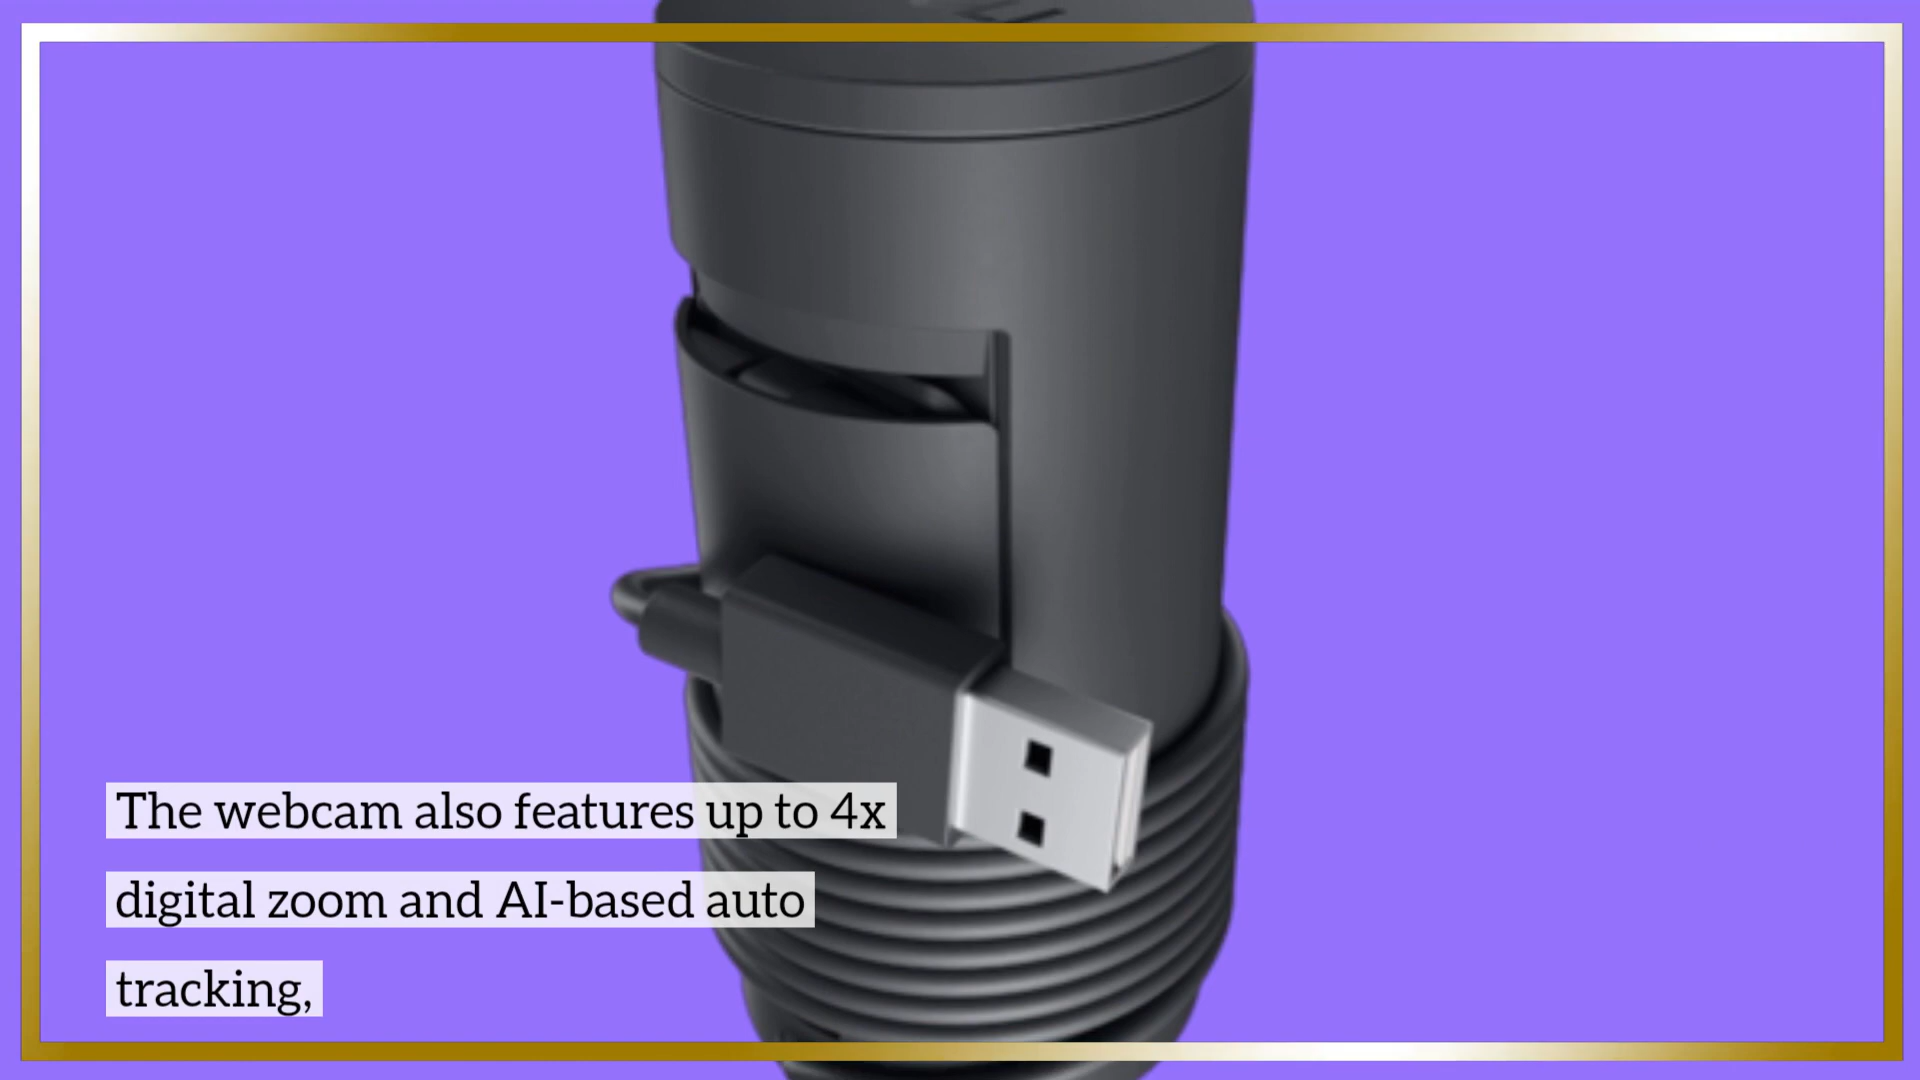 The webcam also features up to 4x
digital zoom and AI-based auto
tracking,